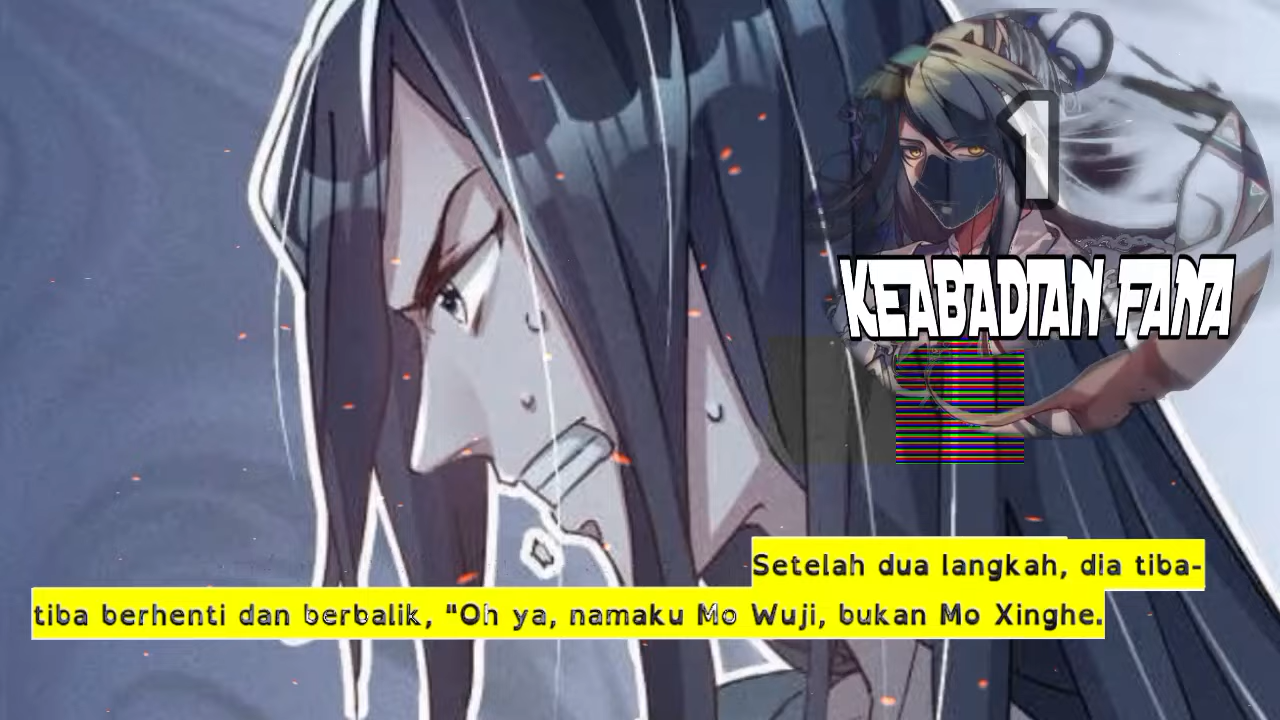 1
KEABADIAN FANA
Setelah dua langkah, dia tiba-
tiba berhenti dan berbalik, "Oh ya, namaku Mo Wuji, bukan Mo Xinghe.